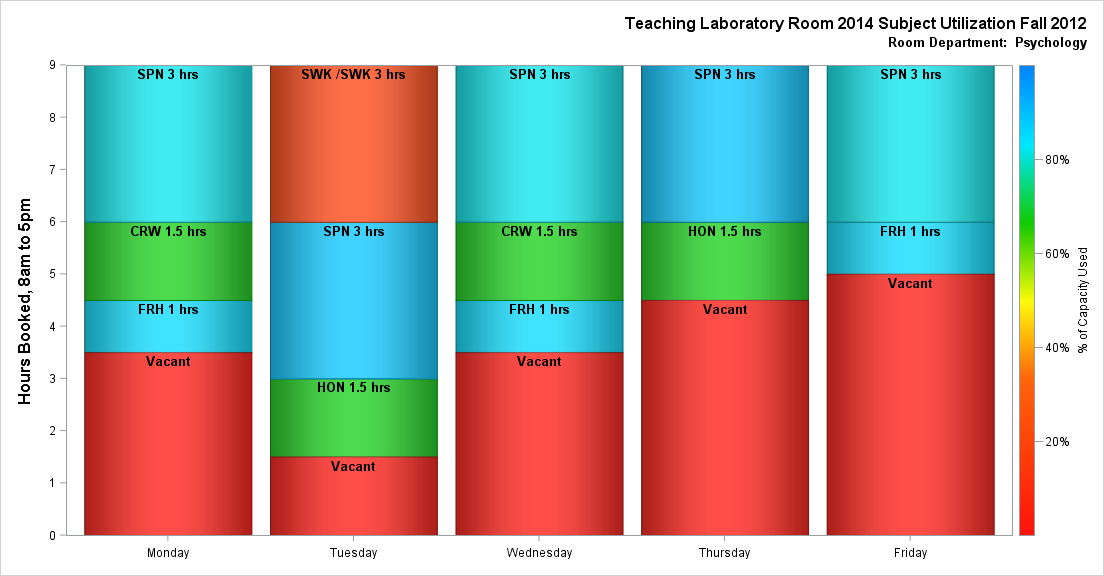 Teaching Laboratory Room 2014 Subject Utilization Fall 2012
Room Department: Psychology
Hours Booked, 8am to 5pm
9
8
7
6
5
4
3
2
1
0
SPN 3 hrs
CRW 1.5 hrs
FRH 1 hrs
Vacant
SWK /SWK 3 hrs
SPN 3 hrs
HON 1.5 hrs
Vacant
SPN 3 hrs
CRW 1.5 hrs
FRH 1 hrs
Vacant
SPN 3 hrs
HON 1.5 hrs
Vacant
SPN 3 hrs
FRH 1 hrs
Vacant
Monday
Tuesday
Wednesday
Thursday
Friday
80%
60%
40%
20%
% of Capacity Used